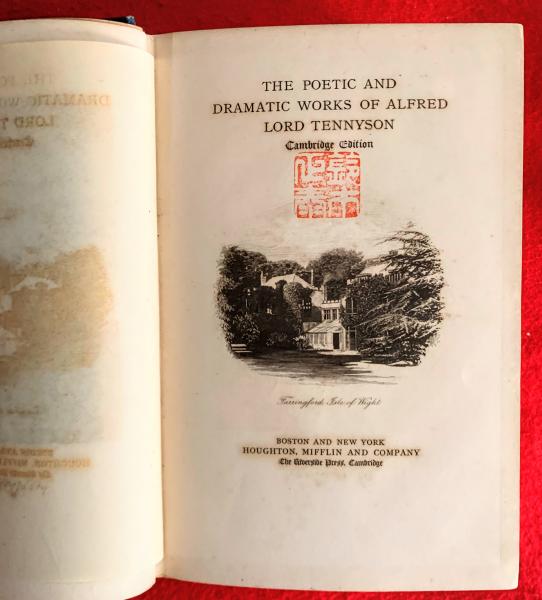 THE POETIC AND
DRAMATIC WORKS OF ALFRED
LORD TENNYSON
Cambridge Edition
Farringford, Isle of Wight
BOSTON AND NEW YORK
HOUGHTON, MIFFLIN AND COMPANY
The Riverside Press, Cambridge